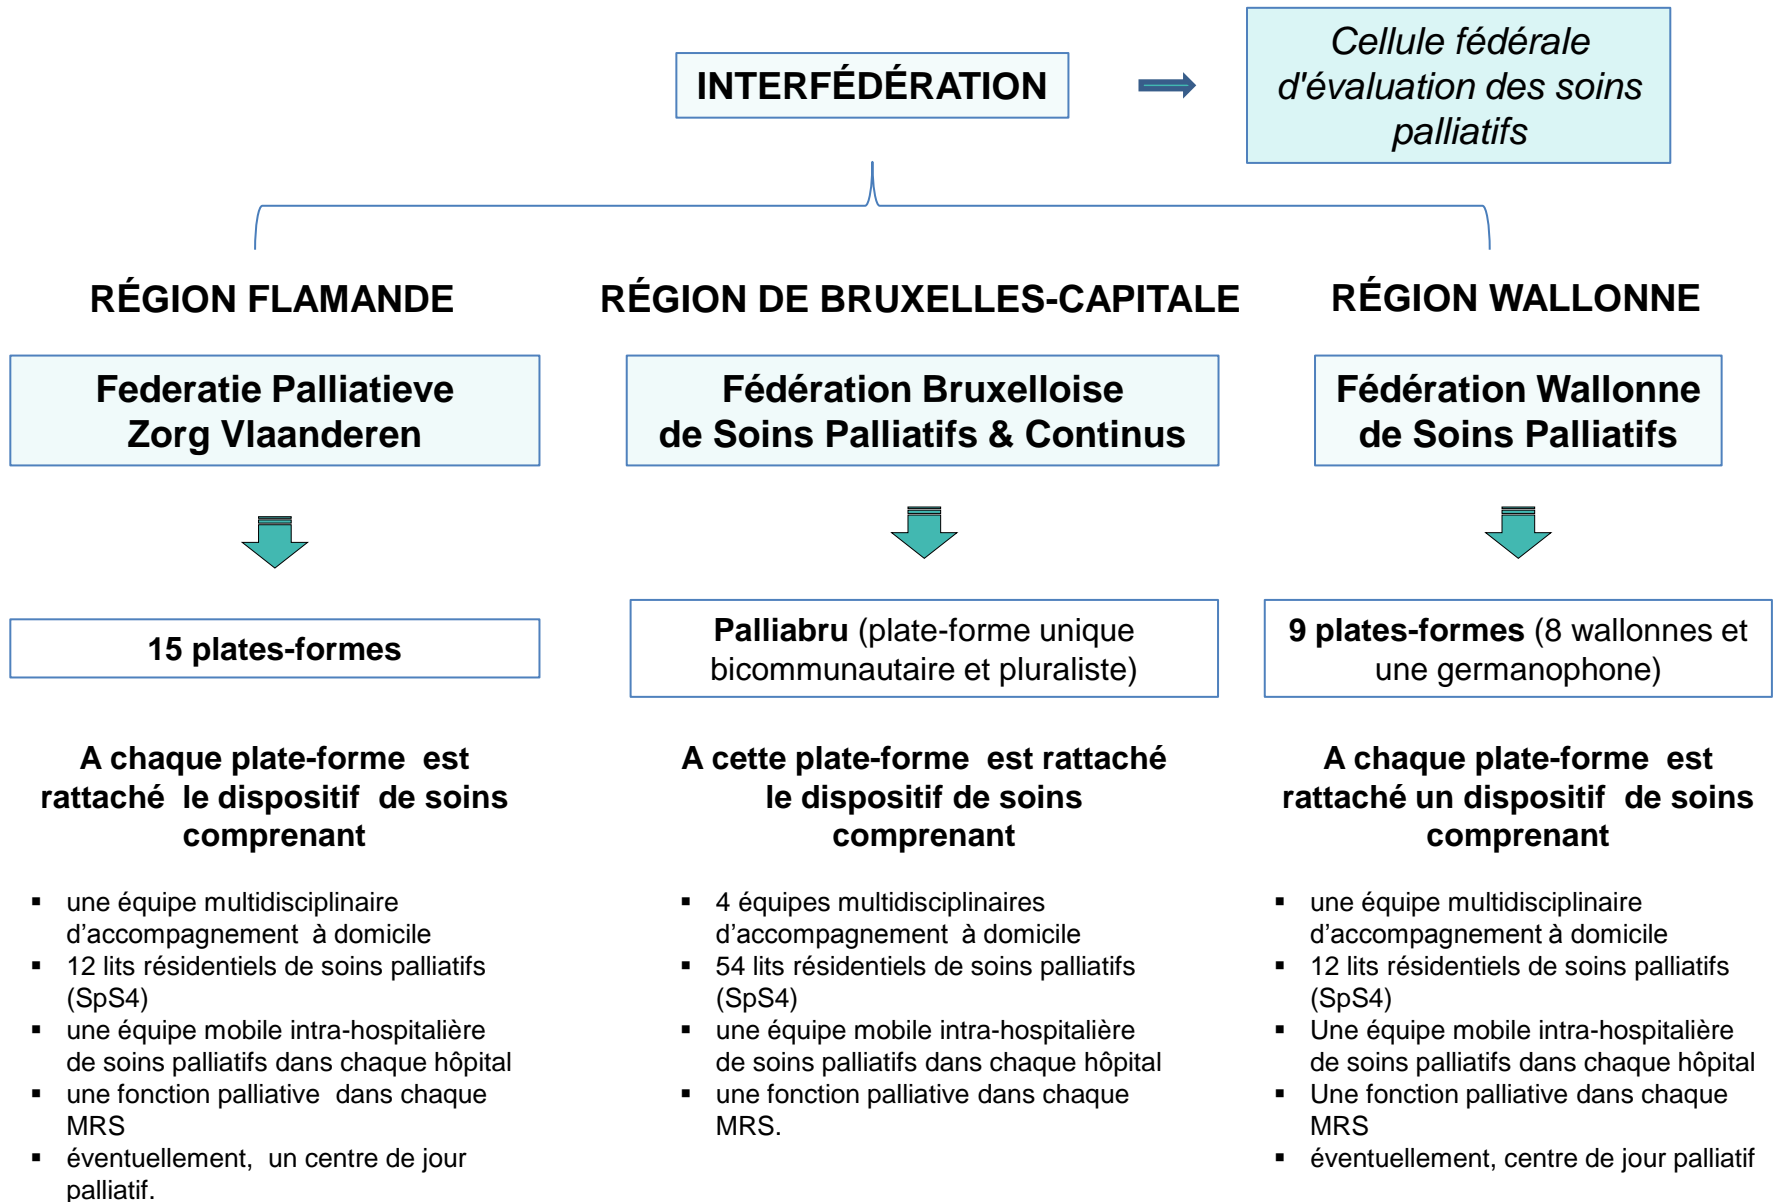 INTERFÉDÉRATION
Cellule fédérale
d'évaluation des soins
palliatifs
RÉGION FLAMANDE
Federatie Palliatieve
Zorg Vlaanderen
15 plates-formes
A chaque plate-forme est
rattaché le dispositif de soins
comprenant
▪ une équipe multidisciplinaire
d’accompagnement à domicile
▪ 12 lits résidentiels de soins palliatifs
(SpS4)
▪ une équipe mobile intra-hospitalière
de soins palliatifs dans chaque hôpital
▪ une fonction palliative dans chaque
MRS
▪ éventuellement, un centre de jour
palliatif.
RÉGION DE BRUXELLES-CAPITALE
Fédération Bruxelloise
de Soins Palliatifs & Continus
Palliabru (plate-forme unique
bicommunautaire et pluraliste)
A cette plate-forme est rattaché
le dispositif de soins
comprenant
▪ 4 équipes multidisciplinaires
d’accompagnement à domicile
▪ 54 lits résidentiels de soins palliatifs
(SpS4)
▪ une équipe mobile intra-hospitalière
de soins palliatifs dans chaque hôpital
▪ une fonction palliative dans chaque
MRS.
RÉGION WALLONNE
Fédération Wallonne
de Soins Palliatifs
9 plates-formes (8 wallonnes et
une germanophone)
A chaque plate-forme est
rattaché un dispositif de soins
comprenant
▪ une équipe multidisciplinaire
d’accompagnement à domicile
▪ 12 lits résidentiels de soins palliatifs
(SpS4)
▪ Une équipe mobile intra-hospitalière
de soins palliatifs dans chaque hôpital
▪ Une fonction palliative dans chaque
MRS
▪ éventuellement, centre de jour palliatif